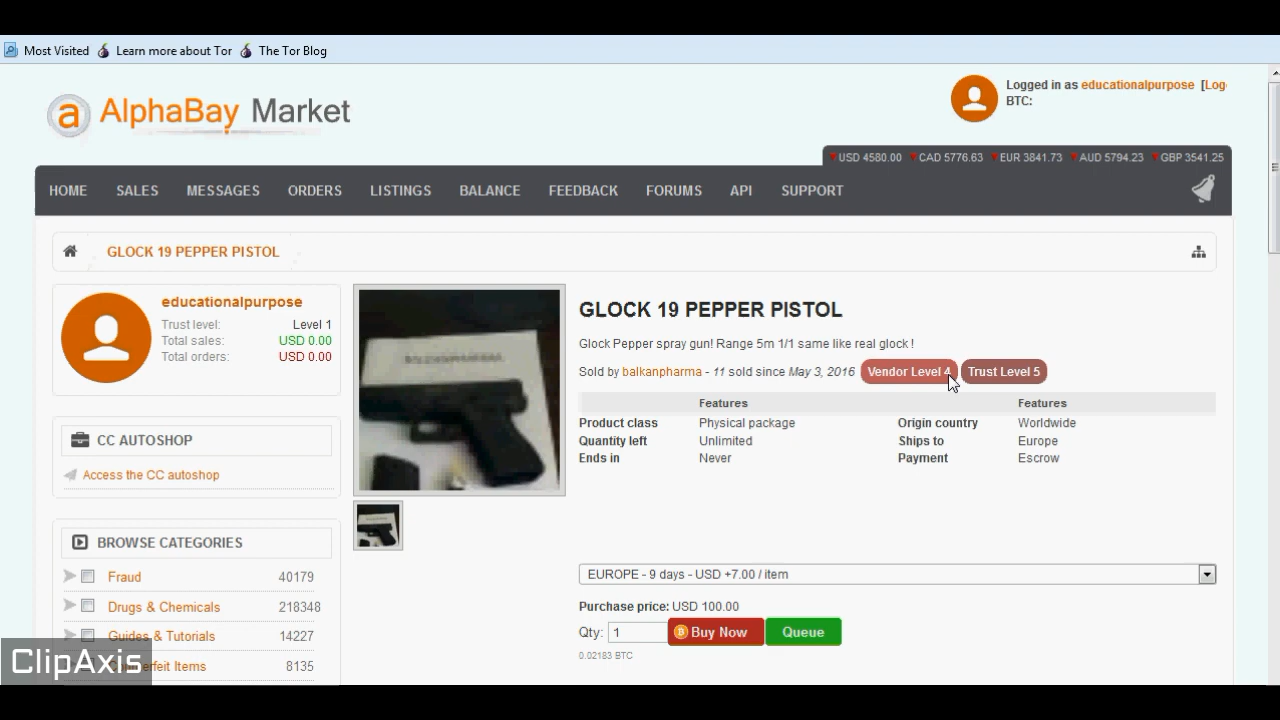 Most Visited Learn more about Tor The Tor Blog
AlphaBay Market
Logged in as educationalpurpose [Log
BTC:
USD 4580.00 CAD 5776.63 EUR 3841.73 AUD 5794.23 GBP 3541.25
HOME SALES MESSAGES ORDERS LISTINGS BALANCE FEEDBACK FORUMS API SUPPORT
GLOCK 19 PEPPER PISTOL
educationalpurpose
Trust level: Level 1
Total sales: USD 0.00
Total orders: USD 0.00
CC AUTOSHOP
Access the CC autoshop
BROWSE CATEGORIES
Fraud 40179
Drugs & Chemicals 218348
Guides & Tutorials 14227
Items 8135
GLOCK 19 PEPPER PISTOL
Glock Pepper spray gun! Range 5m 1/1 same like real glock !
Sold by balkanpharma - 11 sold since May 3, 2016 Vendor Level 4 Trust Level 5
Features Features
Product class Physical package Origin country Worldwide
Quantity left Unlimited Ships to Europe
Ends in Never Payment Escrow
EUROPE - 9 days - USD +7.00 / item
Purchase price: USD 100.00
Qty: 1 Buy Now Queue
0.02183 BTC
ClipAxis